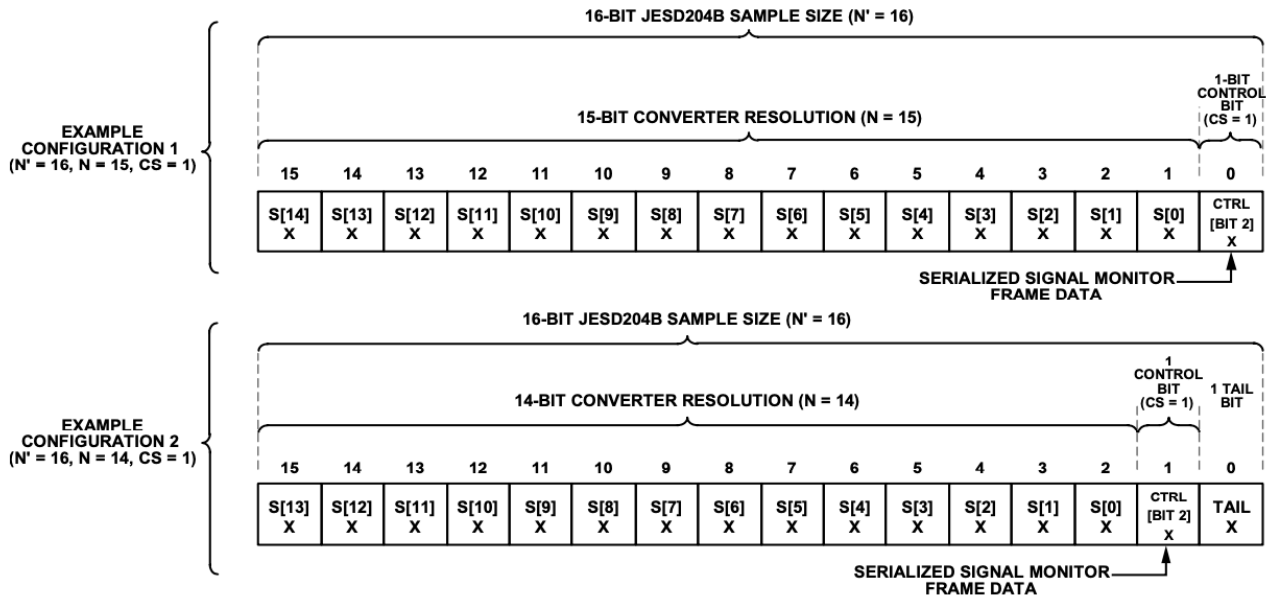 16-BIT JESD204B SAMPLE SIZE (N' = 16)
1-BIT
CONTROL
BIT
(CS = 1)
15-BIT CONVERTER RESOLUTION (N = 15)
EXAMPLE
CONFIGURATION 1
(N' = 16, N = 15, CS = 1)
15 14 13 12 11 10 9 8 7 6 5 4 3 2 1 0
S[14] S[13] S[12] S[11] S[10] S[9] S[8] S[7] S[6] S[5] S[4] S[3] S[2] S[1] S[0] CTRL
[BIT 2]
X X X X X X X X X X X X X X X X
SERIALIZED SIGNAL MONITOR
FRAME DATA
16-BIT JESD204B SAMPLE SIZE (N' = 16)
1
CONTROL
BIT
(CS = 1)
1 TAIL
BIT
14-BIT CONVERTER RESOLUTION (N = 14)
EXAMPLE
CONFIGURATION 2
(N' = 16, N = 14, CS = 1)
15 14 13 12 11 10 9 8 7 6 5 4 3 2 1 0
S[13] S[12] S[11] S[10] S[9] S[8] S[7] S[6] S[5] S[4] S[3] S[2] S[1] S[0] CTRL TAIL
[BIT 2]
X X X X X X X X X X X X X X X X
SERIALIZED SIGNAL MONITOR
FRAME DATA